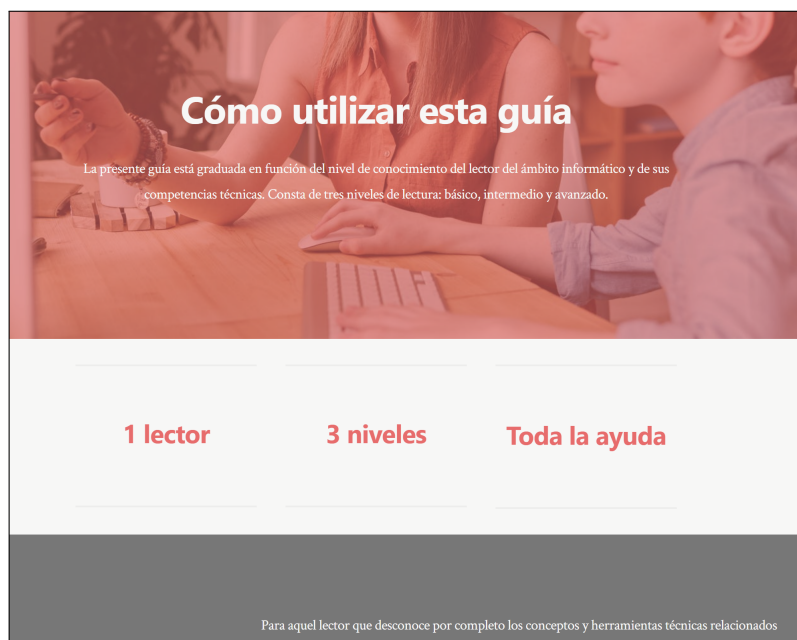 Cómo utilizar esta guía
La presente guía está graduada en función del nivel de conocimiento del lector del ámbito informático y de sus
competencias técnicas. Consta de tres niveles de lectura: básico, intermedio y avanzado.
1 lector
3 niveles
Toda la ayuda
Para aquel lector que desconoce por completo los conceptos y herramientas técnicas relacionados